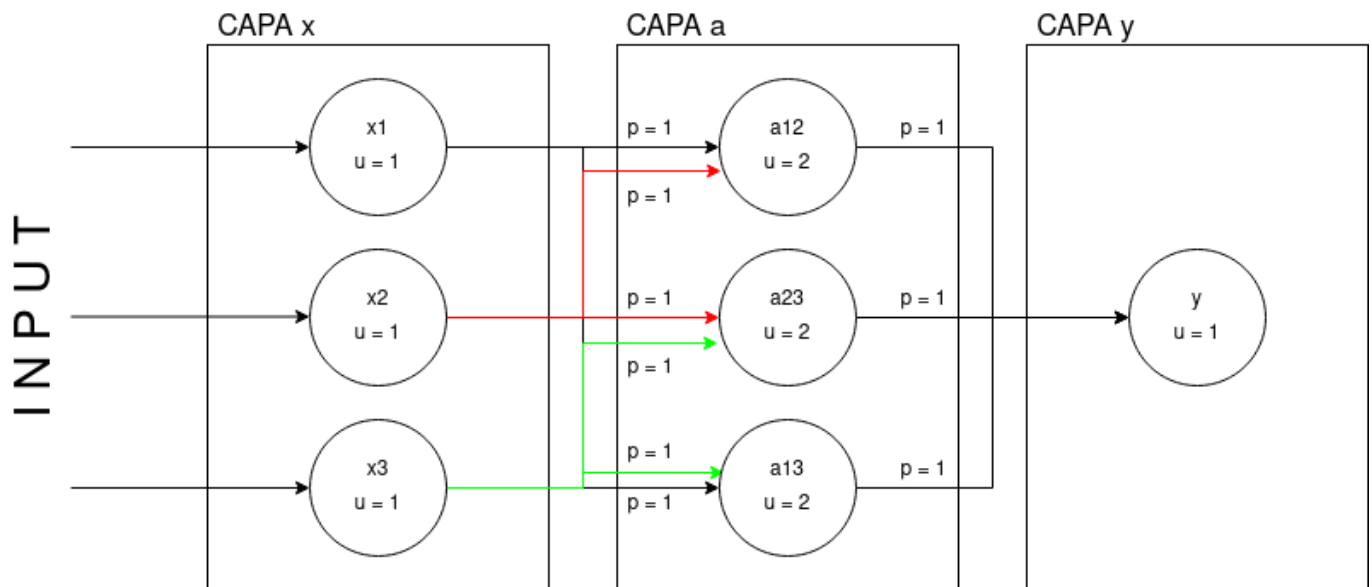 CAPA x
CAPA a
CAPA y
INPUT
x1
u = 1
x2
u = 1
x3
u = 1
p = 1
p = 1
p = 1
p = 1
p = 1
p = 1
a12
u = 2
a23
u = 2
a13
u = 2
p = 1
p = 1
p = 1
y
u = 1